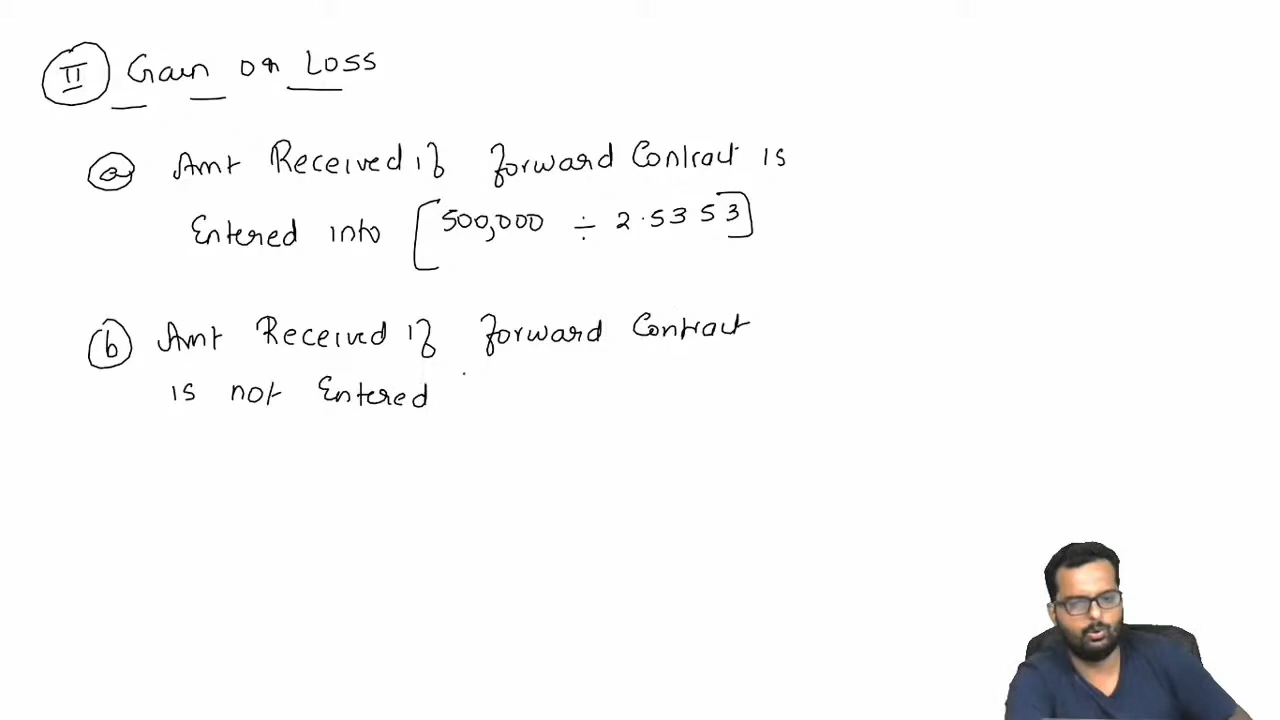 II Gain or Loss
a Amt Received if forward Contract is
Entered into [500,000 ÷ 2.5353]
b Amt Received if forward Contract
is not Entered